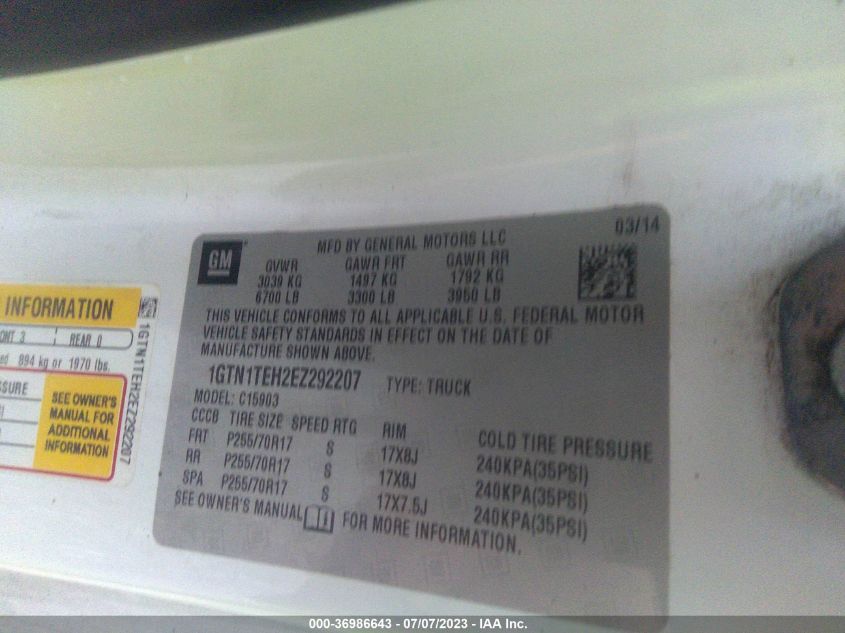 GM
MFD BY GENERAL MOTORS LLC
03/14
GVWR GAWR FRT GAWR RR
3039 KG 1497 KG 1792 KG
6700 LB 3300 LB 3950 LB
THIS VEHICLE CONFORMS TO ALL APPLICABLE U.S. FEDERAL MOTOR
VEHICLE SAFETY STANDARDS IN EFFECT ON THE DATE OF
MANUFACTURE SHOWN ABOVE.
1GTN1TEH2EZ292207 TYPE: TRUCK
MODEL: C15903
CCCB TIRE SIZE SPEED RTG RIM COLD TIRE PRESSURE
FRT P255/70R17 S 17X8J 240KPA(35PSI)
RR P255/70R17 S 17X8J 240KPA(35PSI)
SPA P255/70R17 S 17X7.5J 240KPA(35PSI)
SEE OWNER'S MANUAL FOR MORE INFORMATION.
INFORMATION
3 REAR 0
894 kg or 1970 lbs.
SEE OWNER'S
MANUAL FOR
ADDITIONAL
INFORMATION
1GTN1TEH2EZ292207
000-36986643 - 07/07/2023 - IAA Inc.